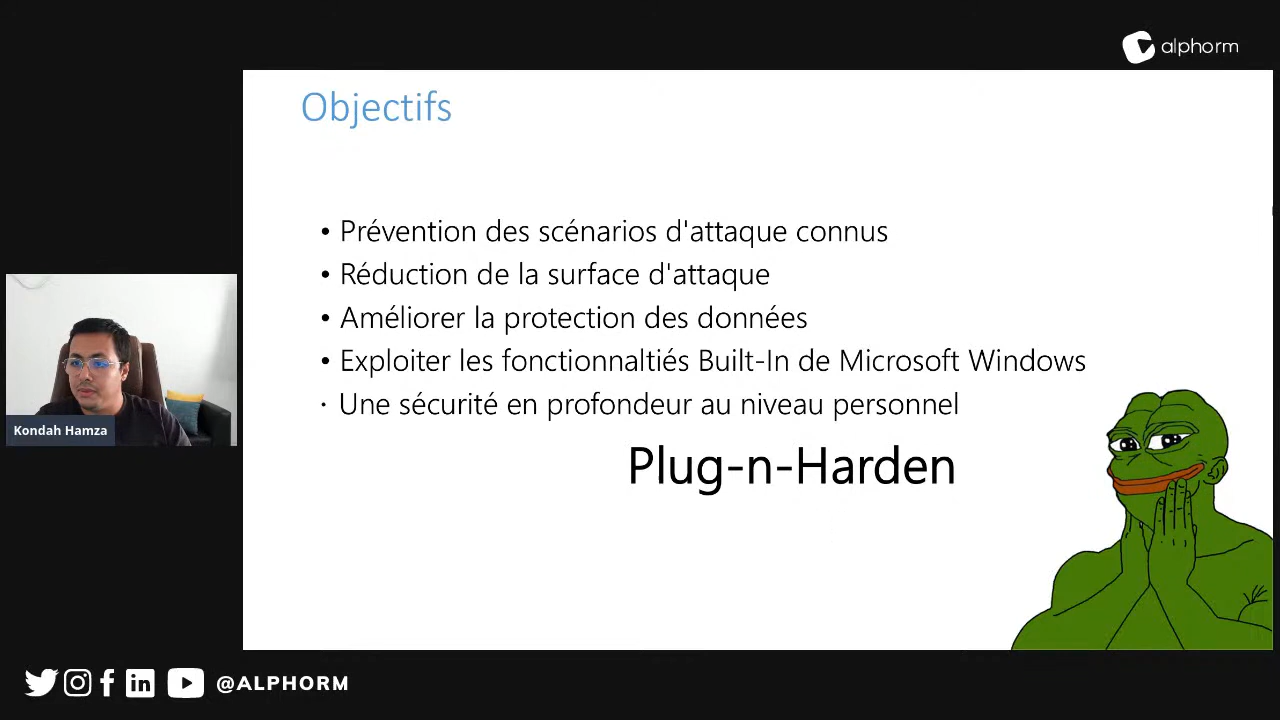 alphorm
Objectifs
• Prévention des scénarios d'attaque connus
• Réduction de la surface d'attaque
• Améliorer la protection des données
• Exploiter les fonctionnaltiés Built-In de Microsoft Windows
• Une sécurité en profondeur au niveau personnel
Plug-n-Harden
Kondah Hamza
@ALPHORM